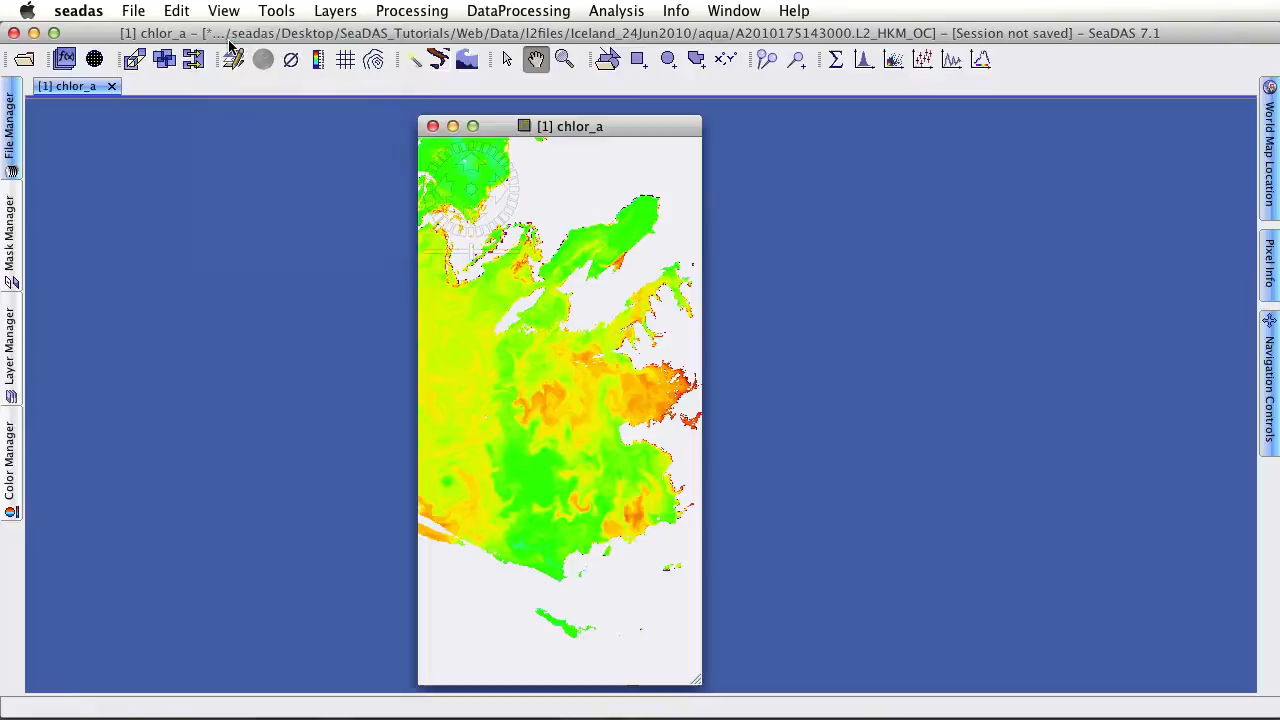 seadas File Edit View Tools Layers Processing DataProcessing Analysis Info Window Help
[1] chlor_a – [*.../seadas/Desktop/SeaDAS_Tutorials/Web/Data/l2files/Iceland_24Jun2010/aqua/A2010175143000.L2_HKM_OC] – [Session not saved] – SeaDAS 7.1
f(x)
Σ
X,Y
[1] chlor_a
[1] chlor_a
File Manager
Mask Manager
Layer Manager
Color Manager
World Map Location
Pixel Info
Navigation Controls